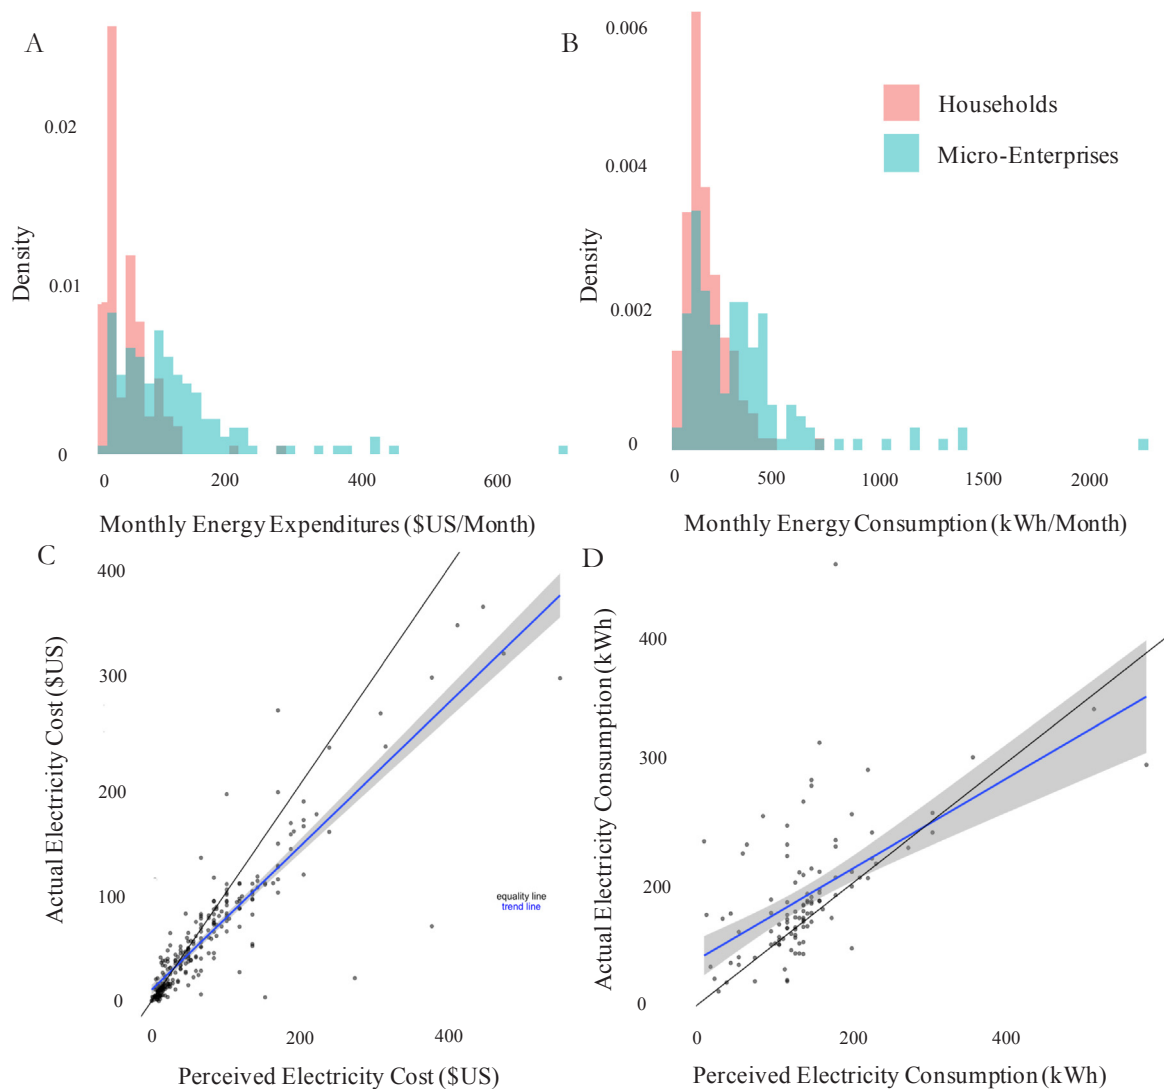 A
0.02
0.01
0
Density
0 200 400 600
Monthly Energy Expenditures ($US/Month)
B
0.006
0.004
0.002
0
Density
Households
Micro-Enterprises
0 500 1000 1500 2000
Monthly Energy Consumption (kWh/Month)
C
400
300
200
100
0
Actual Electricity Cost ($US)
equality line
trend line
0 200 400
Perceived Electricity Cost ($US)
D
400
300
200
0
Actual Electricity Consumption (kWh)
0 200 400
Perceived Electricity Consumption (kWh)